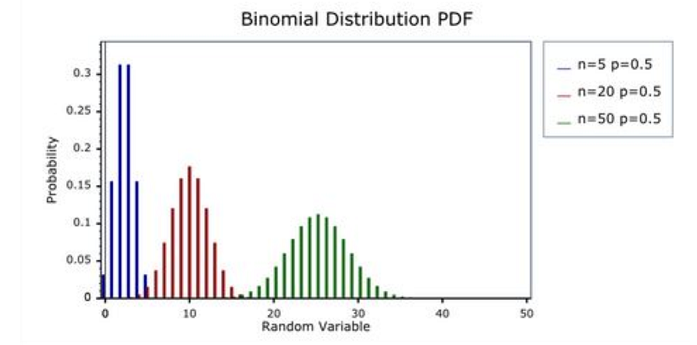 Binomial Distribution PDF
n=5 p=0.5
n=20 p=0.5
n=50 p=0.5
Probability
0.3
0.25
0.2
0.15
0.1
0.05
0
0 10 20 30 40 50
Random Variable